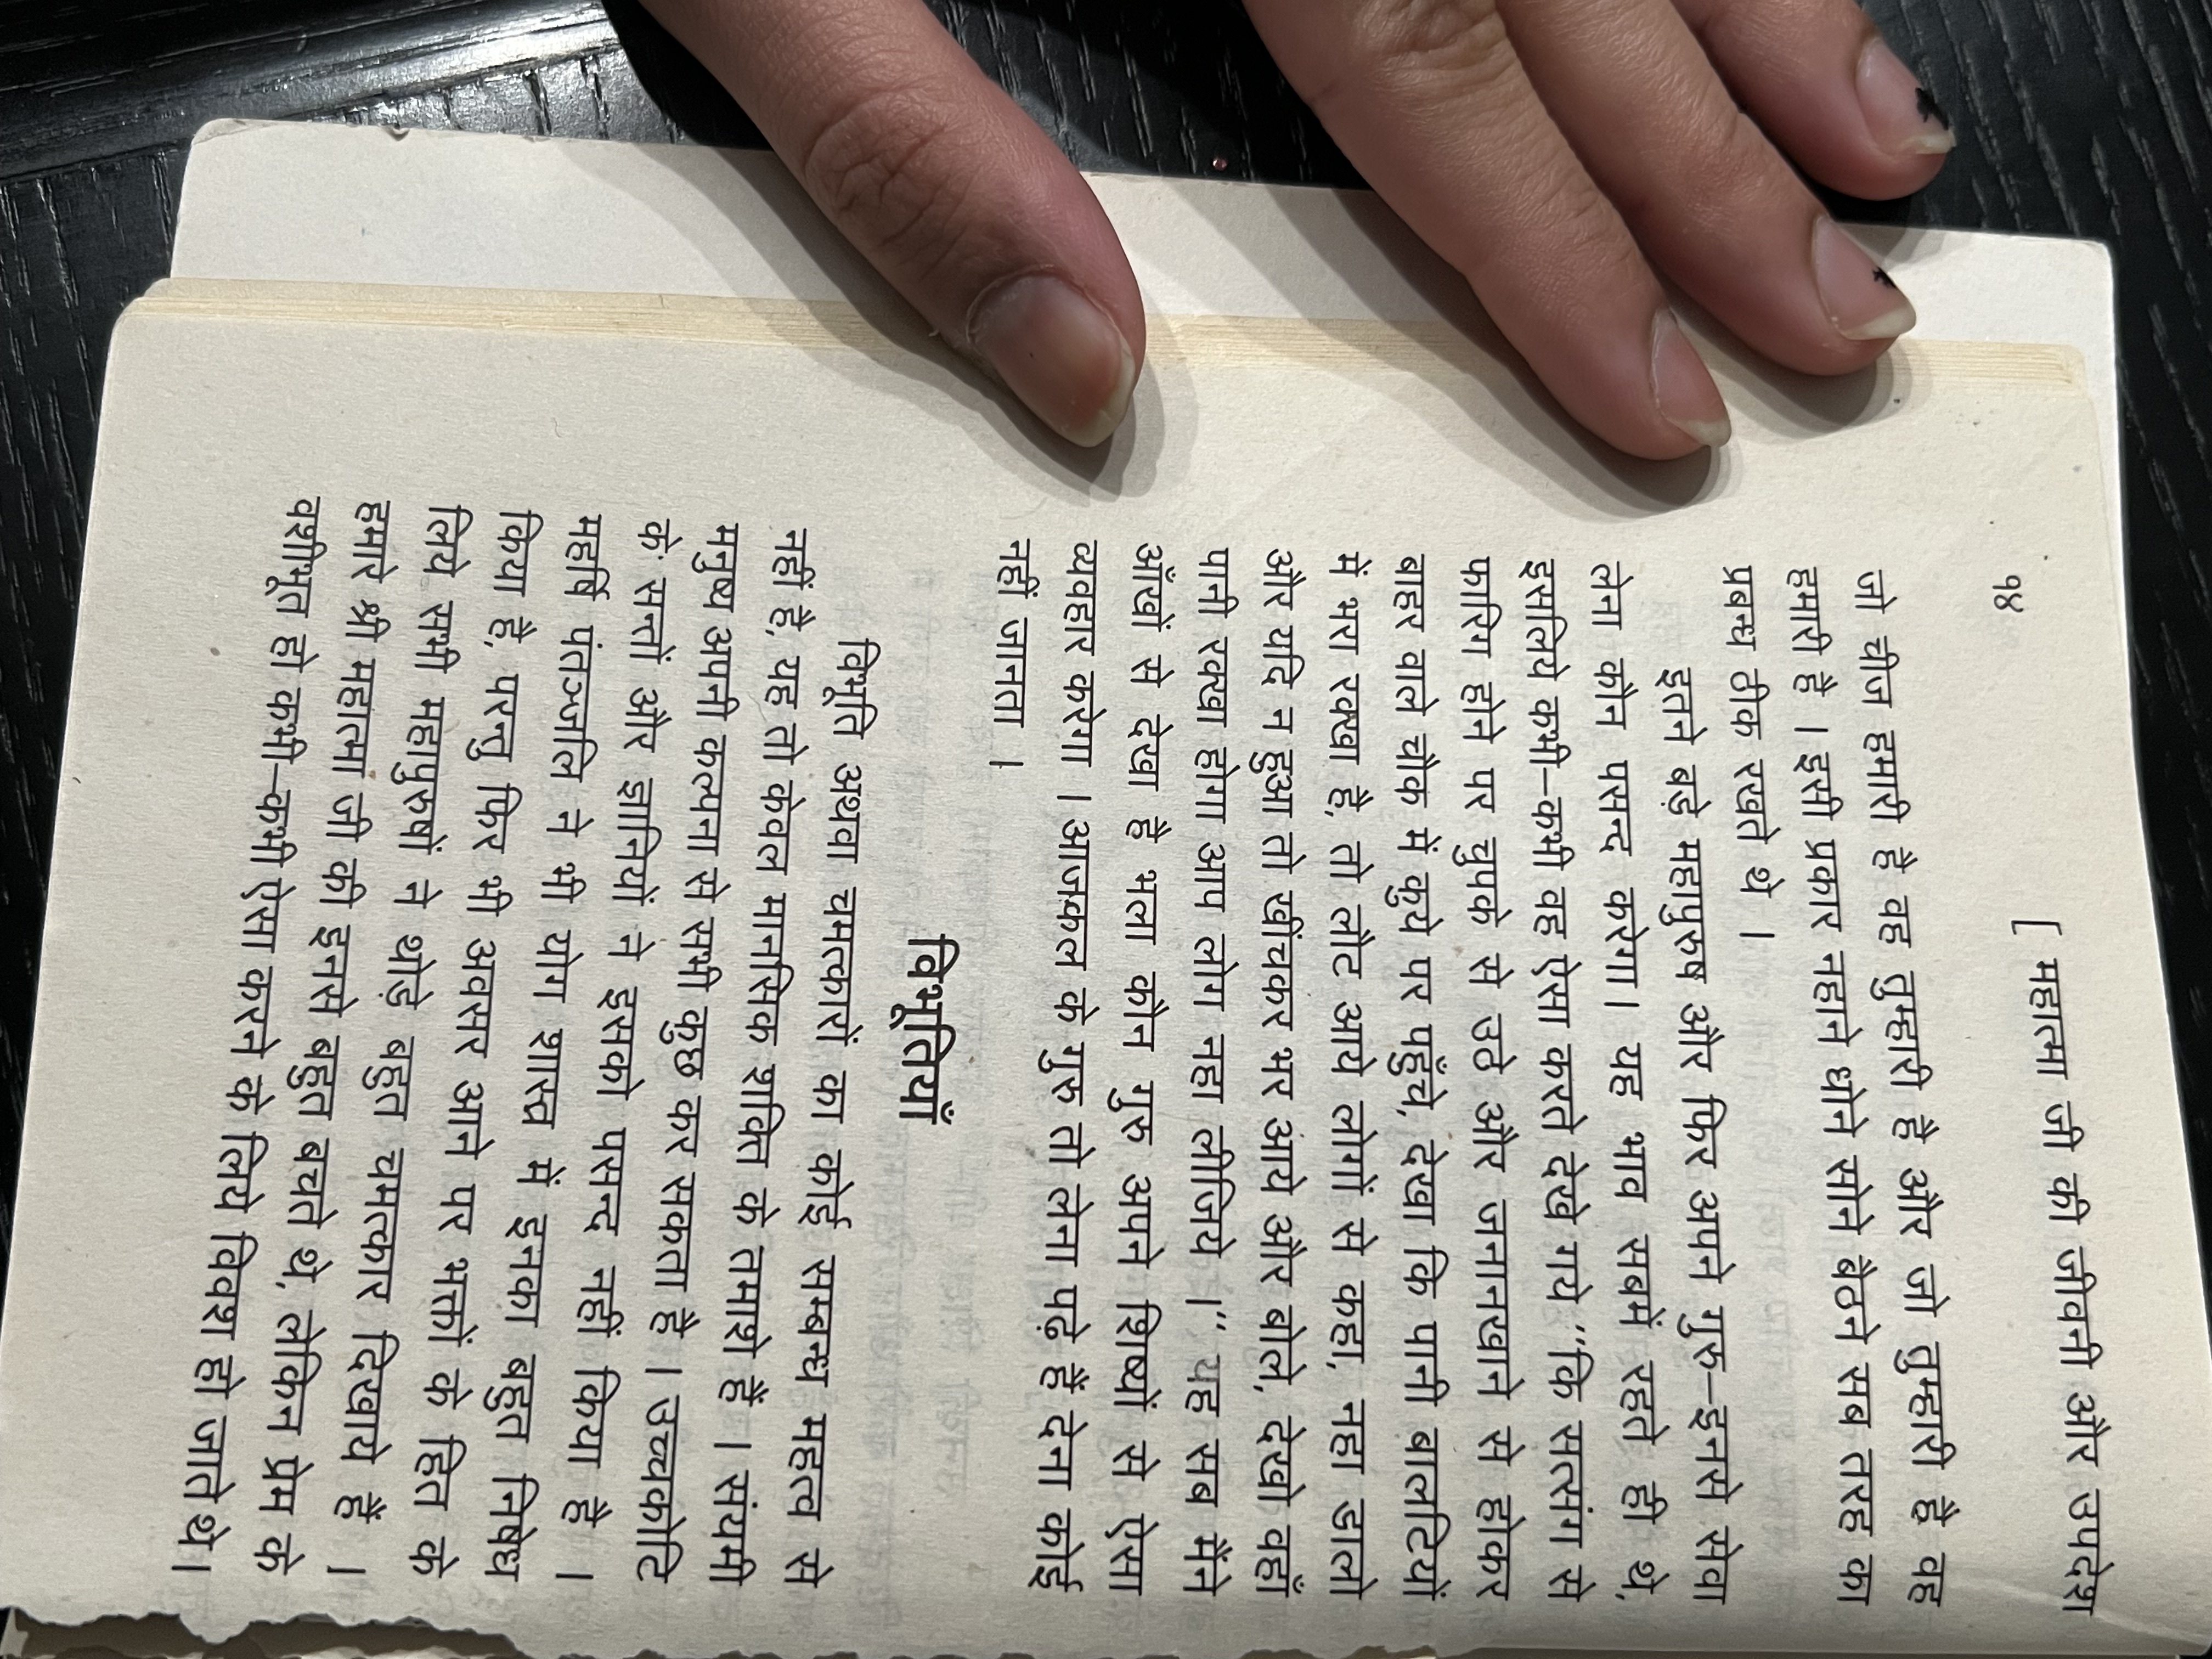 १४
[ महात्मा जी की जीवनी और उपदेश
जो चीज हमारी है वह तुम्हारी है और जो तुम्हारी है वह
हमारी है । इसी प्रकार नहाने धोने सोने बैठने सब तरह का
प्रबन्ध ठीक रखते थे ।
इतने बड़े महापुरुष और फिर अपने गुरु–इनसे सेवा
लेना कौन पसन्द करेगा। यह भाव सबमें रहते ही थे,
इसलिये कभी–कभी वह ऐसा करते देखे गये ''कि सत्संग से
फारिग होने पर चुपके से उठे और जनानखाने से होकर
बाहर वाले चौक में कुये पर पहुँचे, देखा कि पानी बालटियों
में भरा रक्खा है, तो लौट आये लोगों से कहा, नहा डालो
और यदि न हुआ तो खींचकर भर आये और बोले, देखो वहाँ
पानी रक्खा होगा आप लोग नहा लीजिये ।'' यह सब मैंने
आँखों से देखा है भला कौन गुरु अपने शिष्यों से ऐसा
व्यवहार करेगा । आजकल के गुरु तो लेना पढ़े हैं देना कोई
नहीं जानता ।
विभूतियाँ
विभूति अथवा चमत्कारों का कोई सम्बन्ध महत्व से
नहीं है, यह तो केवल मानसिक शक्ति के तमाशे हैं । संयमी
मनुष्य अपनी कल्पना से सभी कुछ कर सकता है । उच्चकोटि
के सन्तों और ज्ञानियों ने इसको पसन्द नहीं किया है ।
महर्षि पंतञ्जलि ने भी योग शास्त्र में इनका बहुत निषेध
किया है, परन्तु फिर भी अवसर आने पर भक्तों के हित के
लिये सभी महापुरुषों ने थोड़े बहुत चमत्कार दिखाये हैं ।
हमारे श्री महात्मा जी की इनसे बहुत बचते थे, लेकिन प्रेम के
वशीभूत हो कभी–कभी ऐसा करने के लिये विवश हो जाते थे।